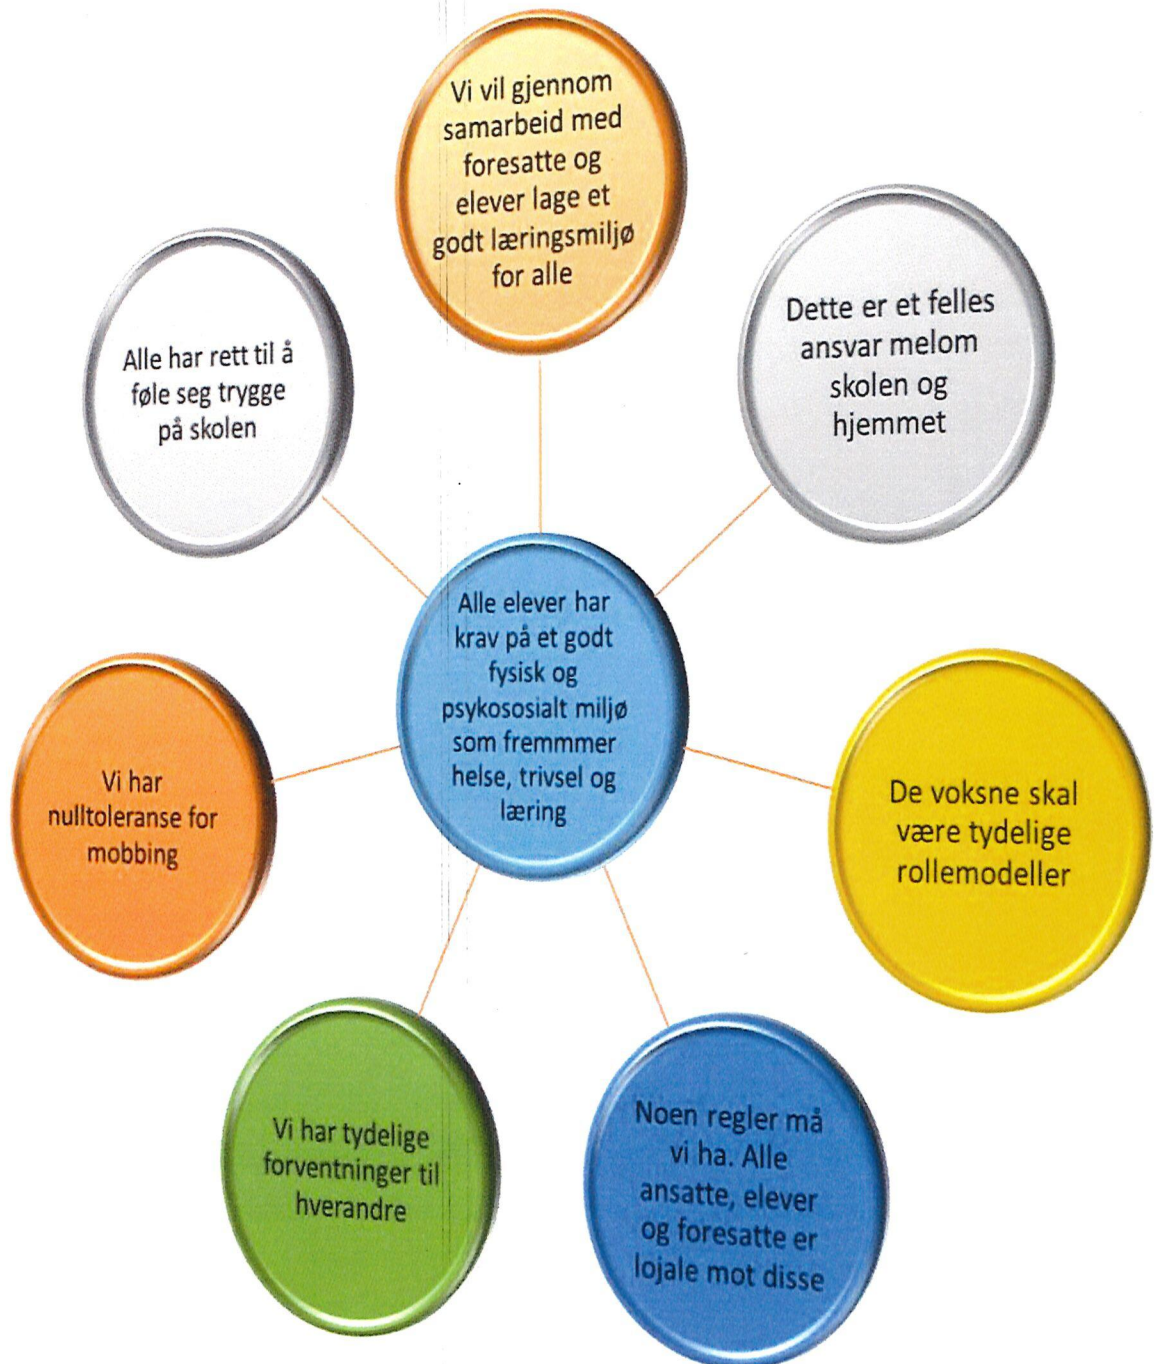 Vi vil gjennom
samarbeid med
foresatte og
elever lage et
godt læringsmiljø
for alle
Dette er et felles
ansvar melom
skolen og
hjemmet
Alle har rett til å
føle seg trygge
på skolen
Alle elever har
krav på et godt
fysisk og
psykososialt miljø
som fremmmer
helse, trivsel og
læring
Vi har
nulltoleranse for
mobbing
De voksne skal
være tydelige
rollemodeller
Vi har tydelige
forventninger til
hverandre
Noen regler må
vi ha. Alle
ansatte, elever
og foresatte er
lojale mot disse